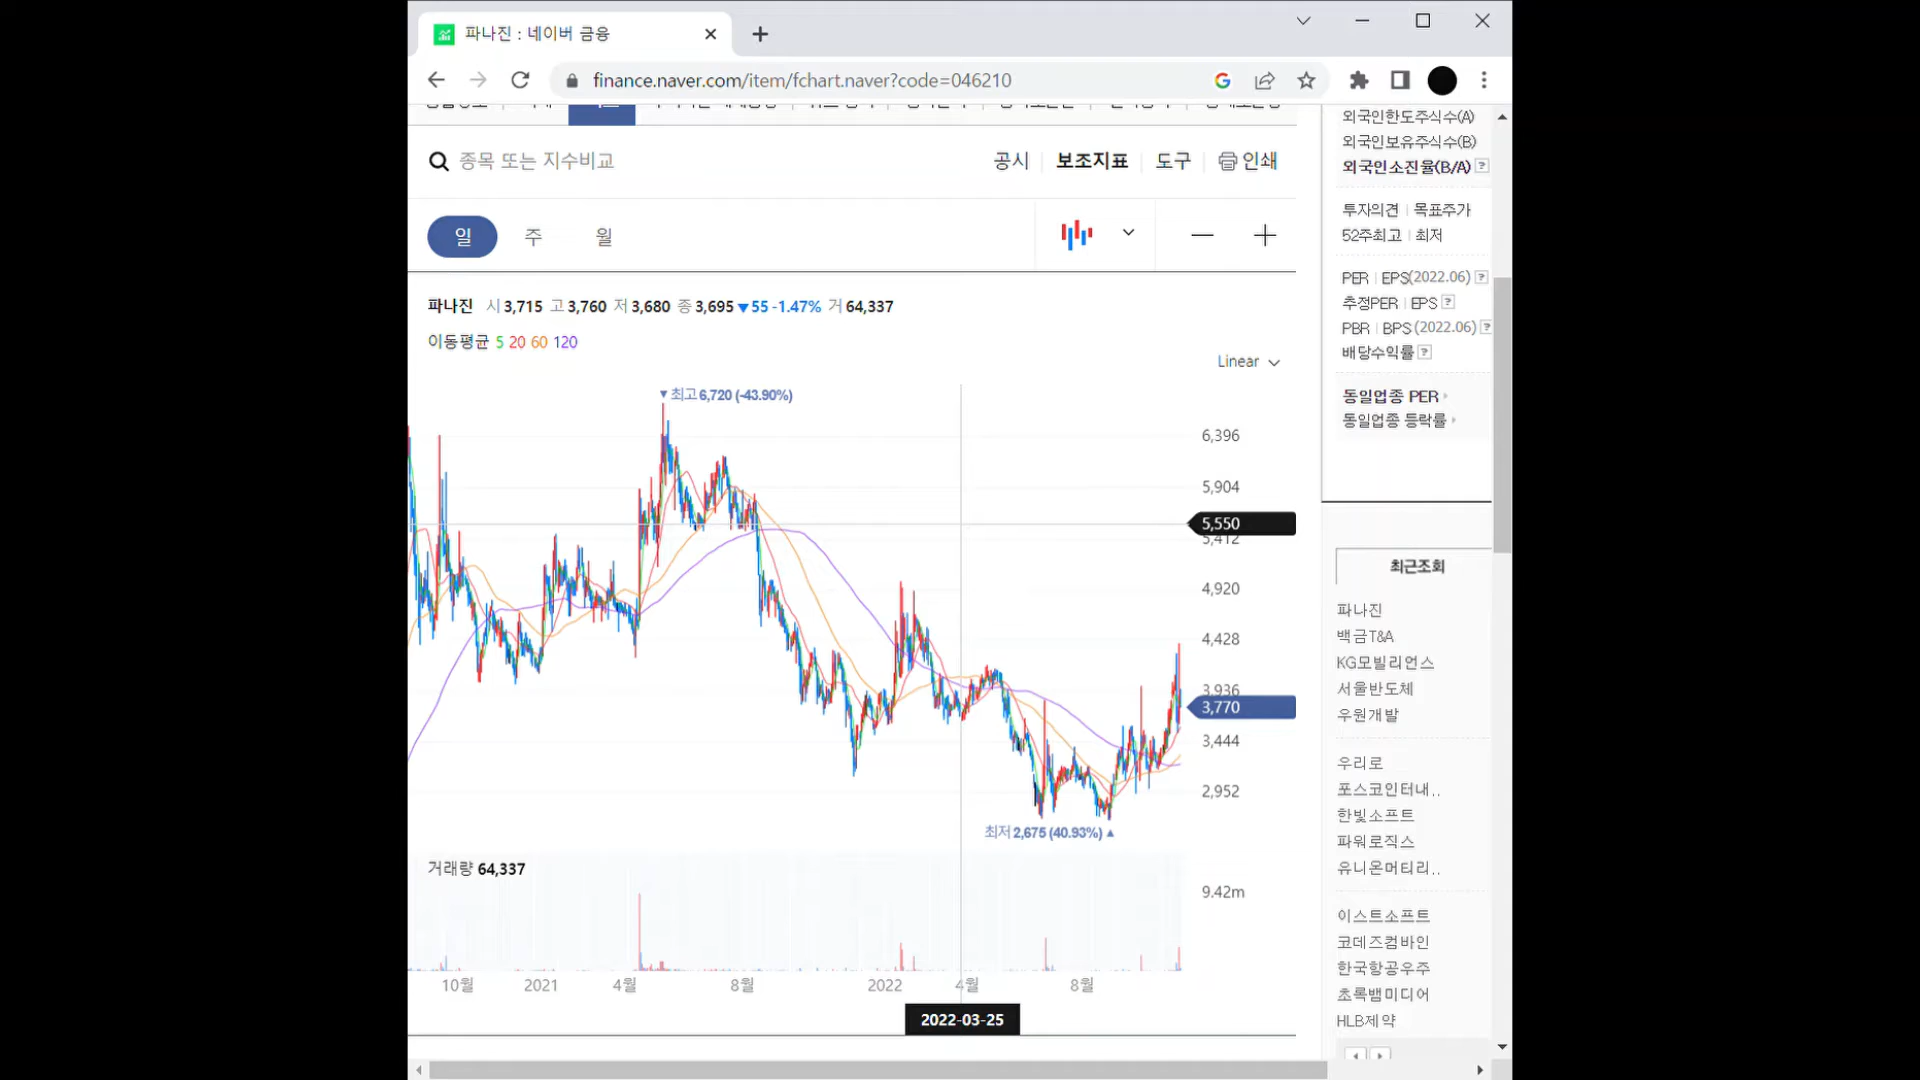 파나진 : 네이버 금융
finance.naver.com/item/fchart.naver?code=046210
종목 또는 지수비교
공시 보조지표 도구 인쇄
일 주 월
파나진 시 3,715 고 3,760 저 3,680 종 3,695 ▼55 -1.47% 거 64,337
이동평균 5 20 60 120
Linear
▼최고 6,720 (-43.90%)
6,396
5,904
5,550
5,412
4,920
4,428
3,936
3,770
3,444
2,952
최저 2,675 (40.93%) ▲
거래량 64,337
9.42m
10월 2021 4월 8월 2022 4월 8월
2022-03-25
외국인한도주식수(A)
외국인보유주식수(B)
외국인소진율(B/A) ?
투자의견 | 목표주가
52주최고 | 최저
PER | EPS(2022.06) ?
추정PER | EPS ?
PBR | BPS (2022.06) ?
배당수익률 ?
동일업종 PER
동일업종 등락률
최근조회
파나진
백금T&A
KG모빌리언스
서울반도체
우원개발
우리로
포스코인터내..
한빛소프트
파워로직스
유니온머티리..
이스트소프트
코데즈컴바인
한국항공우주
초록뱀미디어
HLB제약